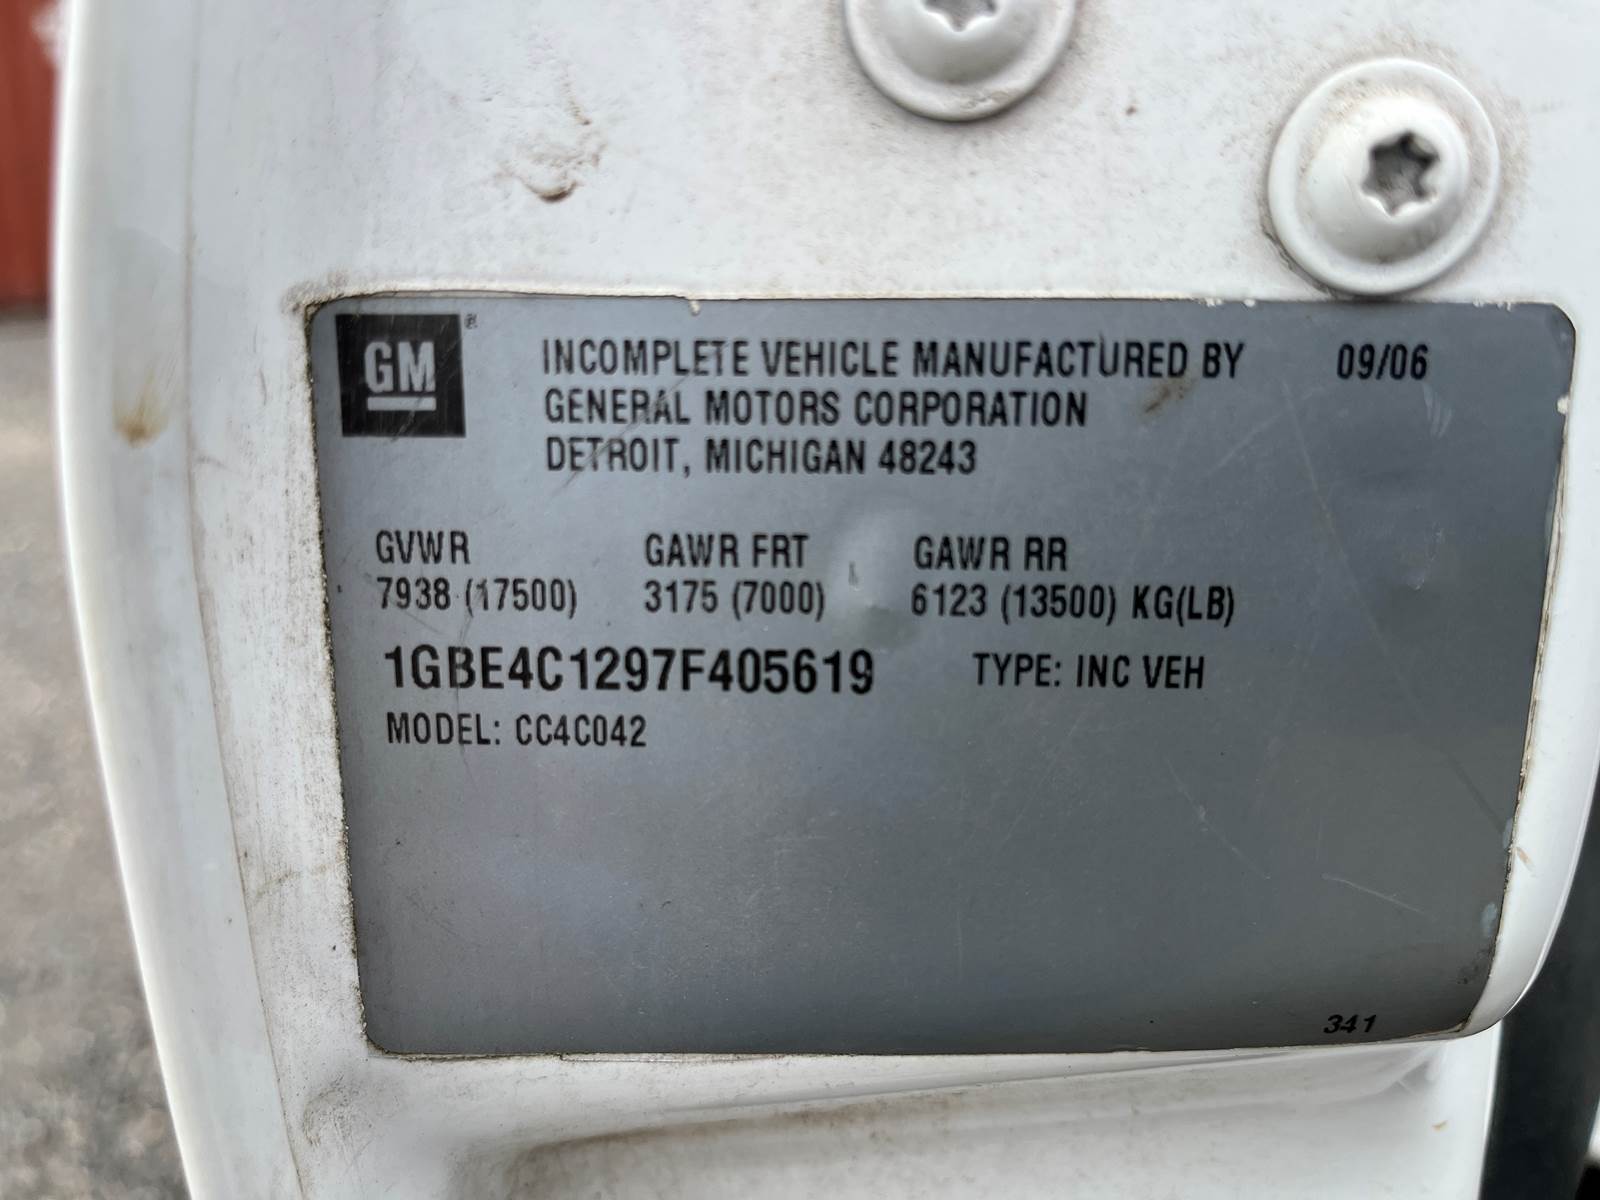 GM ®
INCOMPLETE VEHICLE MANUFACTURED BY 09/06
GENERAL MOTORS CORPORATION
DETROIT, MICHIGAN 48243
GVWR GAWR FRT GAWR RR
7938 (17500) 3175 (7000) 6123 (13500) KG(LB)
1GBE4C1297F405619 TYPE: INC VEH
MODEL: CC4C042
341